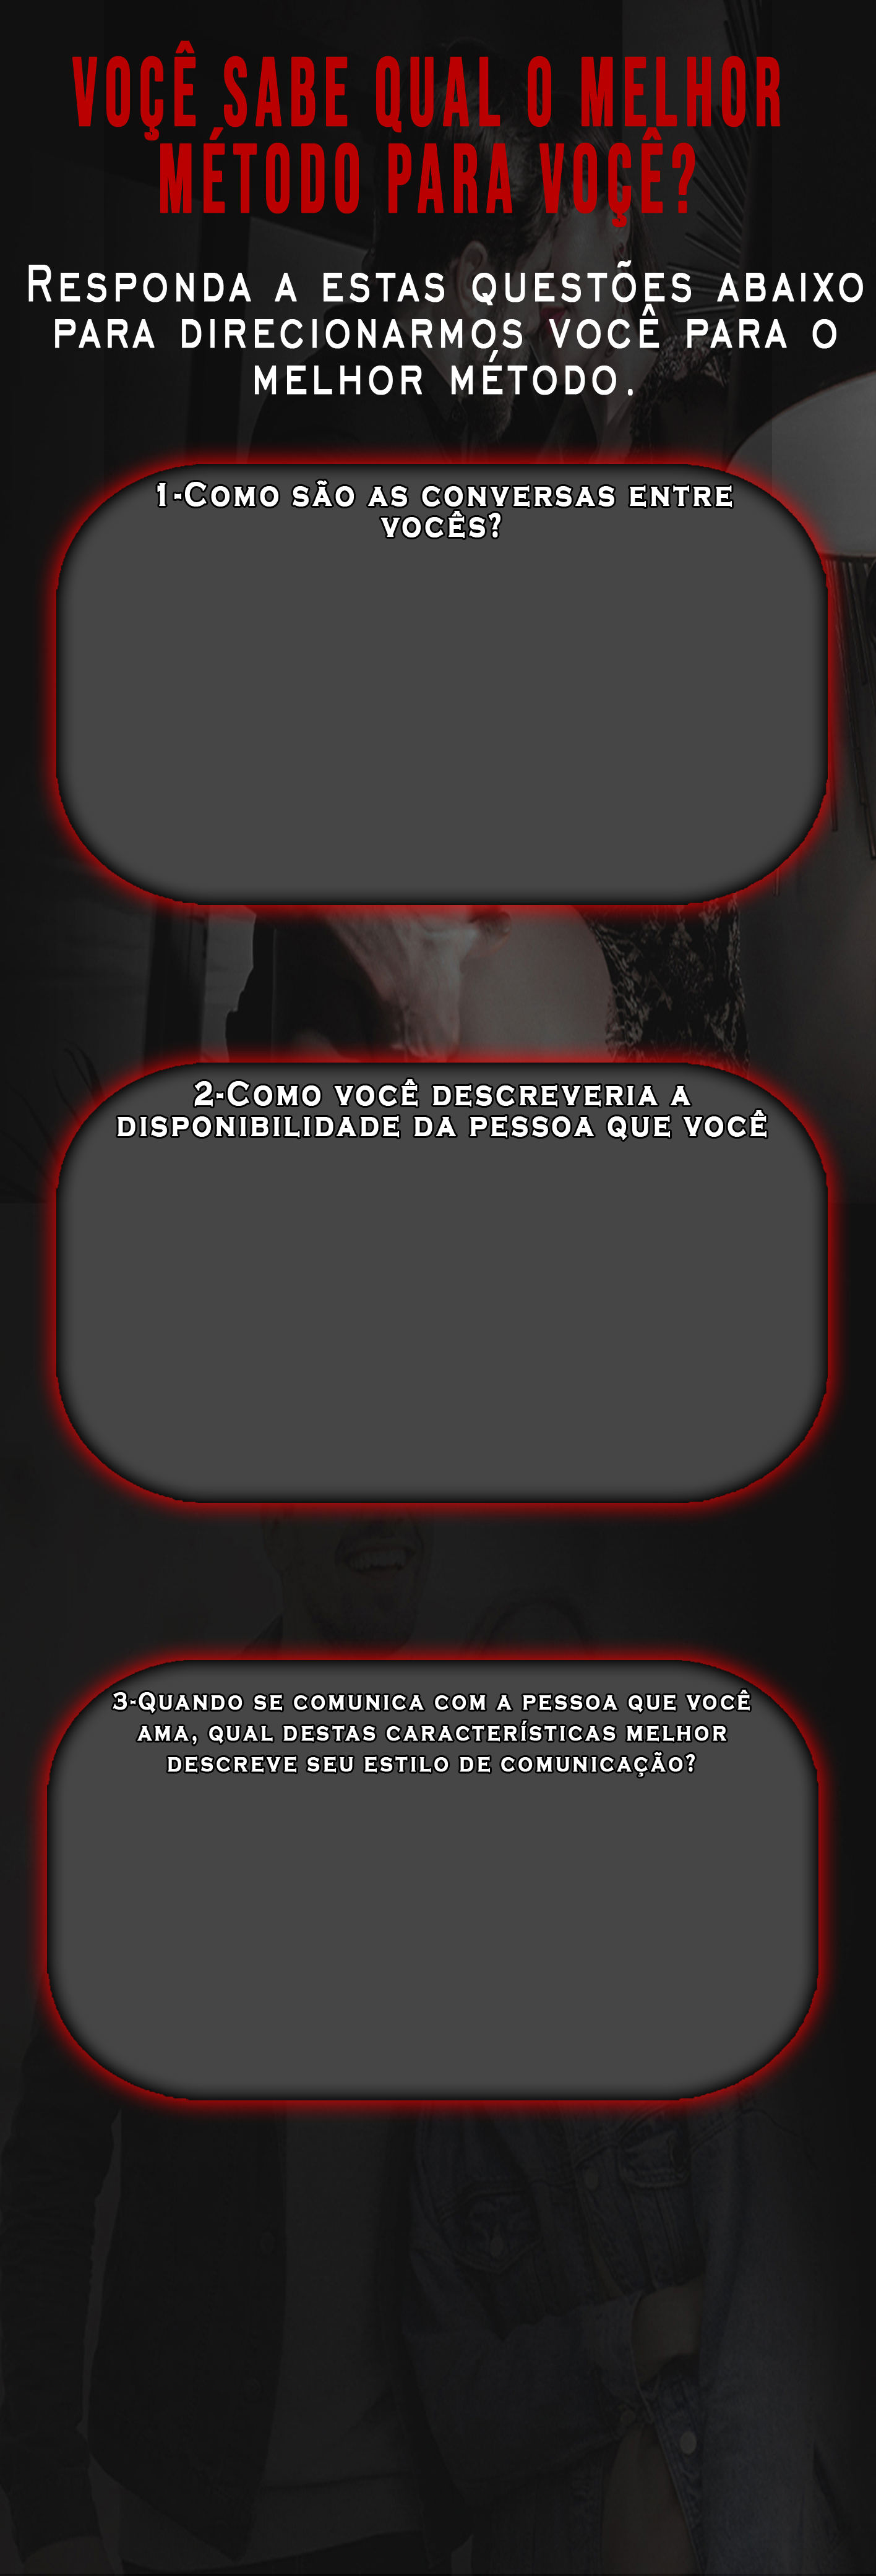 VOÇÊ SABE QUAL O MELHOR
MÉTODO PARA VOÇÊ?
Responda a estas questões abaixo
para direcionarmos você para o
melhor método.
1-Como são as conversas entre
vocês?
2-Como você descreveria a
disponibilidade da pessoa que você
3-Quando se comunica com a pessoa que você
ama, qual destas características melhor
descreve seu estilo de comunicação?